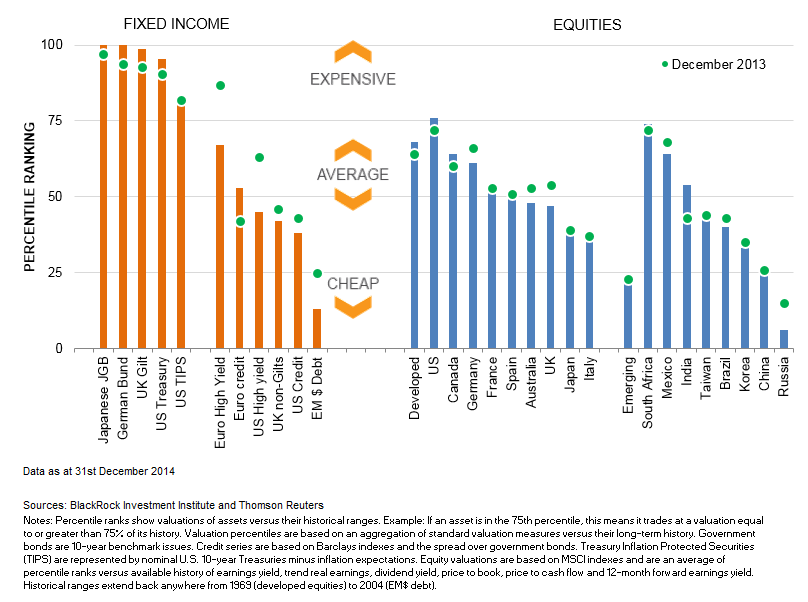 FIXED INCOME
EQUITIES
100
75
50
25
0
PERCENTILE RANKING
EXPENSIVE
AVERAGE
CHEAP
December 2013
Japanese JGB
German Bund
UK Gilt
US Treasury
US TIPS
Euro High Yield
Euro credit
US High yield
UK non-Gilts
US Credit
EM $ Debt
Developed
US
Canada
Germany
France
Spain
Australia
UK
Japan
Italy
Emerging
South Africa
Mexico
India
Taiwan
Brazil
Korea
China
Russia
Data as at 31st December 2014
Sources: BlackRock Investment Institute and Thomson Reuters
Notes: Percentile ranks show valuations of assets versus their historical ranges. Example: If an asset is in the 75th percentile, this means it trades at a valuation equal
to or greater than 75% of its history. Valuation percentiles are based on an aggregation of standard valuation measures versus their long-term history. Government
bonds are 10-year benchmark issues. Credit series are based on Barclays indexes and the spread over government bonds. Treasury Inflation Protected Securities
(TIPS) are represented by nominal U.S. 10-year Treasuries minus inflation expectations. Equity valuations are based on MSCI indexes and are an average of
percentile ranks versus available history of earnings yield, trend real earnings, dividend yield, price to book, price to cash flow and 12-month forward earnings yield.
Historical ranges extend back anywhere from 1969 (developed equities) to 2004 (EM$ debt).